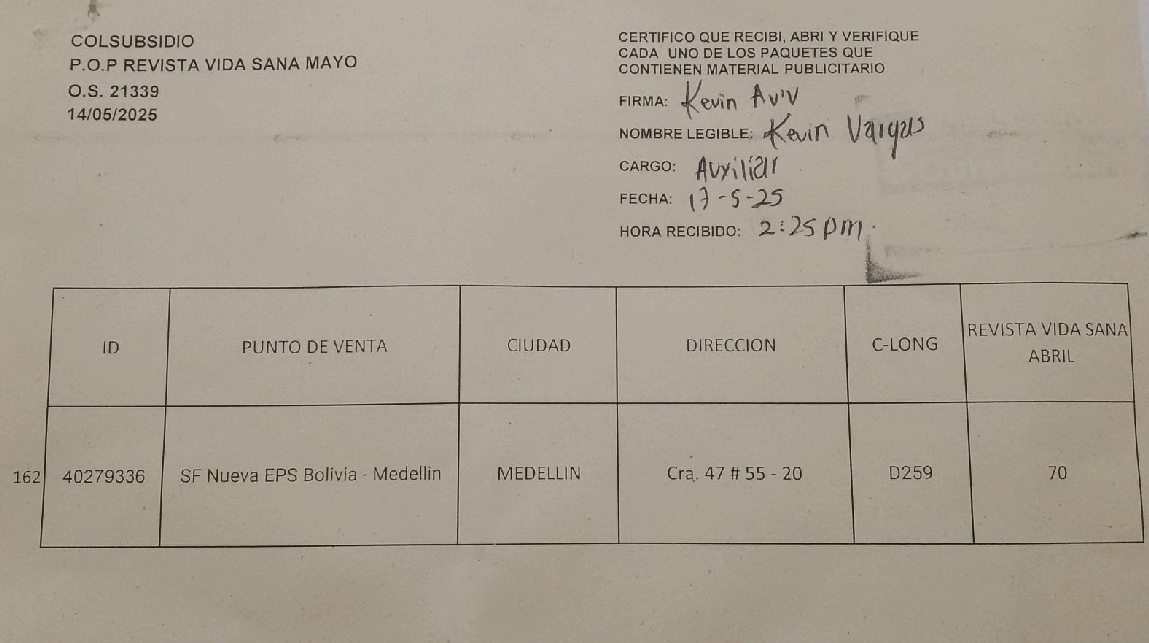 COLSUBSIDIO
P.O.P REVISTA VIDA SANA MAYO
O.S. 21339
14/05/2025
CERTIFICO QUE RECIBI, ABRI Y VERIFIQUE
CADA UNO DE LOS PAQUETES QUE
CONTIENEN MATERIAL PUBLICITARIO
FIRMA: Kevin
NOMBRE LEGIBLE: Kevin Vargas
CARGO: Auxiliar
FECHA: 17-5-25
HORA RECIBIDO: 2:25 pm.
ID PUNTO DE VENTA CIUDAD DIRECCION C-LONG REVISTA VIDA SANA
ABRIL
162 40279336 SF Nueva EPS Bolivia - Medellin MEDELLIN Cra. 47 # 55 - 20 D259 70